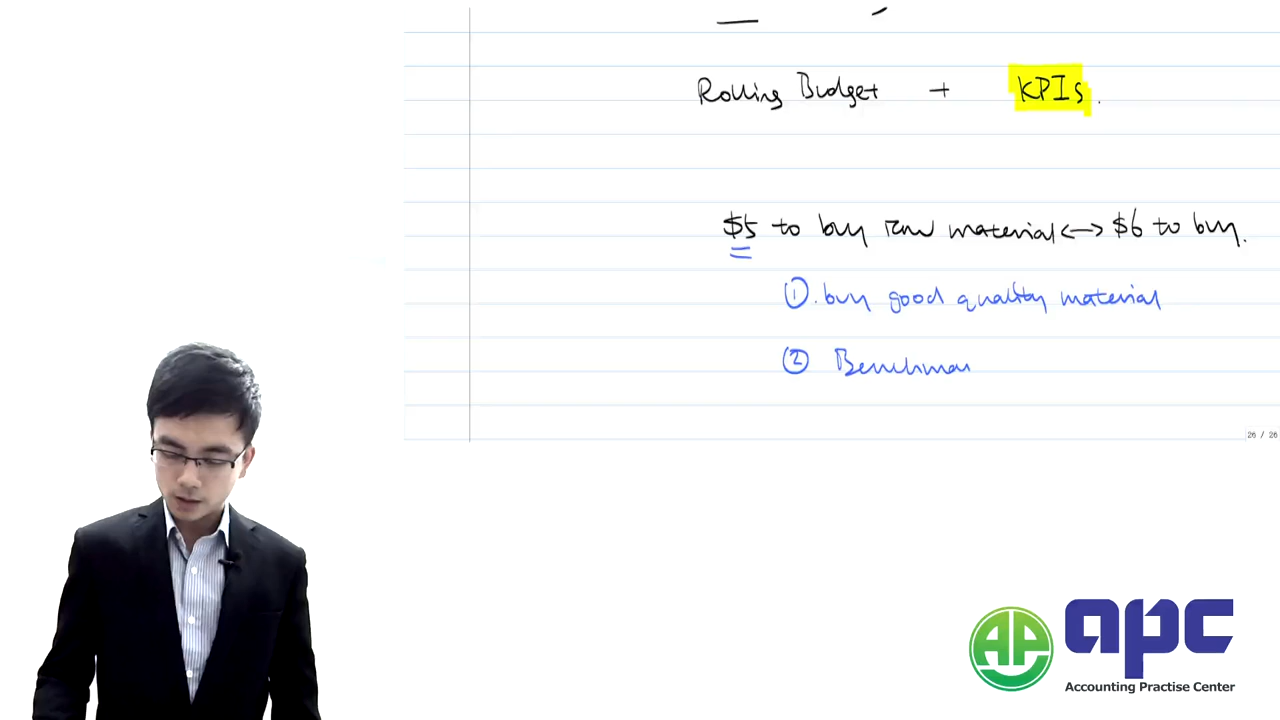 Rolling Budget + KPIs.
$5 to buy raw material <-> $6 to buy.
①. buy good quality material
② Benchmar
26 / 26
AP
apc
Accounting Practise Center